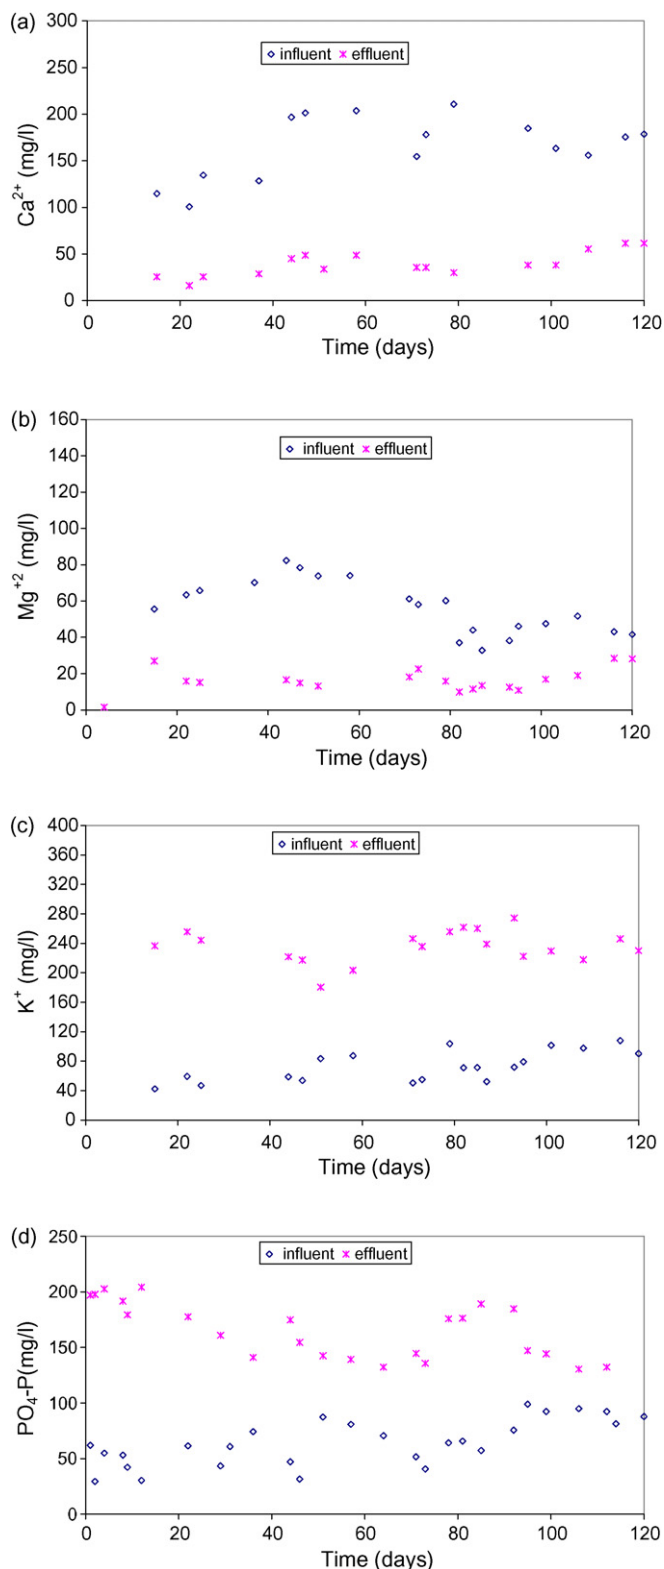 (a)
300
250
200
150
100
50
0
Ca²⁺ (mg/l)
influent effluent
0 20 40 60 80 100 120
Time (days)
(b)
160
140
120
100
80
60
40
20
0
Mg⁺² (mg/l)
influent effluent
0 20 40 60 80 100 120
Time (days)
(c)
400
360
320
280
240
200
160
120
80
40
0
K⁺ (mg/l)
influent effluent
0 20 40 60 80 100 120
Time (days)
(d)
250
200
150
100
50
0
PO₄-P(mg/l)
influent effluent
0 20 40 60 80 100 120
Time (days)